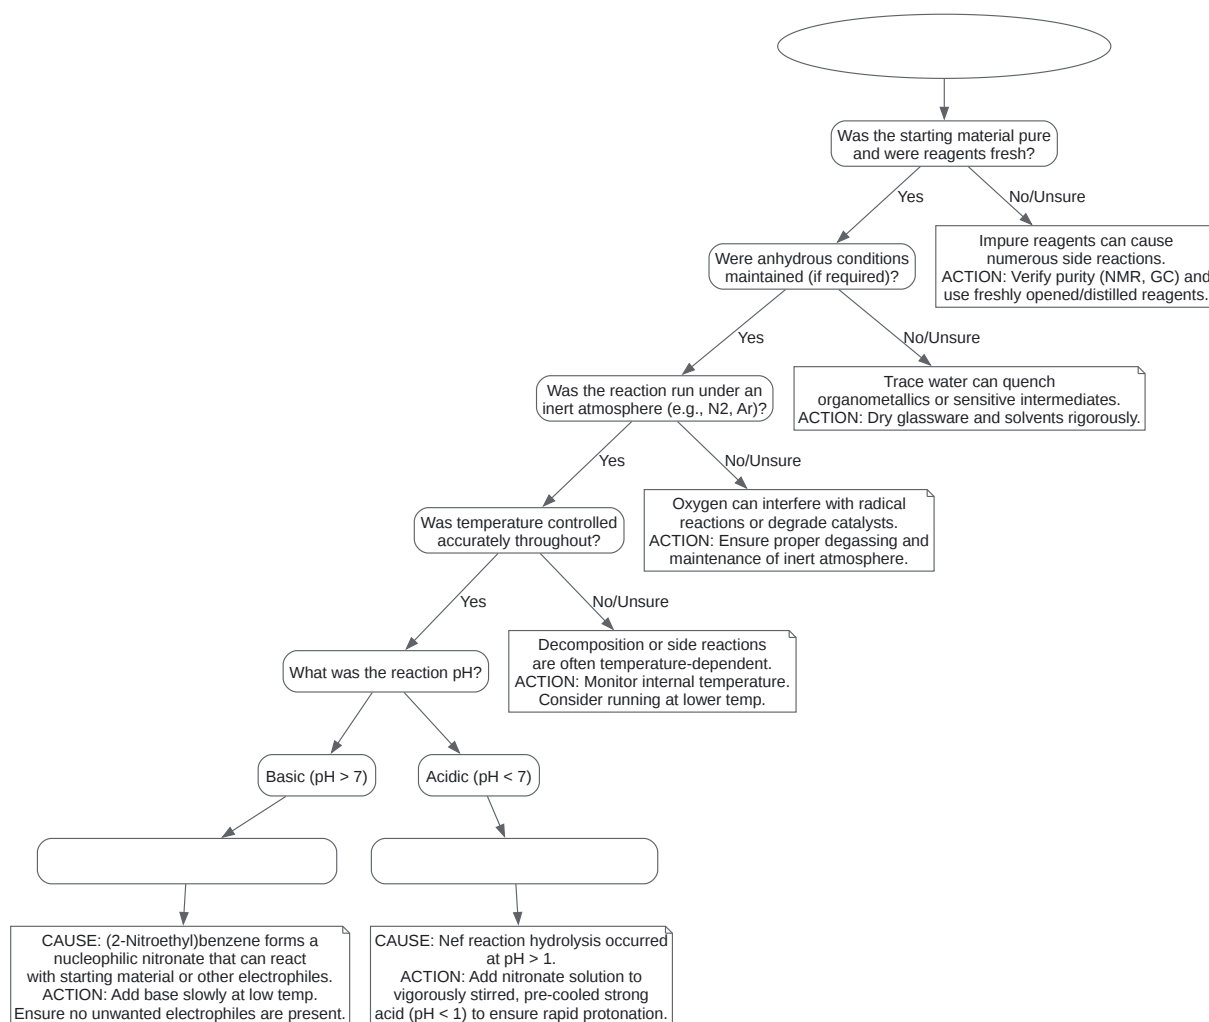 Was the starting material pure
and were reagents fresh?
Yes
No/Unsure
Were anhydrous conditions
maintained (if required)?
Impure reagents can cause
numerous side reactions.
ACTION: Verify purity (NMR, GC) and
use freshly opened/distilled reagents.
Yes
No/Unsure
Was the reaction run under an
inert atmosphere (e.g., N2, Ar)?
Trace water can quench
organometallics or sensitive intermediates.
ACTION: Dry glassware and solvents rigorously.
Yes
No/Unsure
Was temperature controlled
accurately throughout?
Oxygen can interfere with radical
reactions or degrade catalysts.
ACTION: Ensure proper degassing and
maintenance of inert atmosphere.
Yes
No/Unsure
What was the reaction pH?
Decomposition or side reactions
are often temperature-dependent.
ACTION: Monitor internal temperature.
Consider running at lower temp.
Basic (pH > 7)
Acidic (pH < 7)
CAUSE: (2-Nitroethyl)benzene forms a
nucleophilic nitronate that can react
with starting material or other electrophiles.
ACTION: Add base slowly at low temp.
Ensure no unwanted electrophiles are present.
CAUSE: Nef reaction hydrolysis occurred
at pH > 1.
ACTION: Add nitronate solution to
vigorously stirred, pre-cooled strong
acid (pH < 1) to ensure rapid protonation.